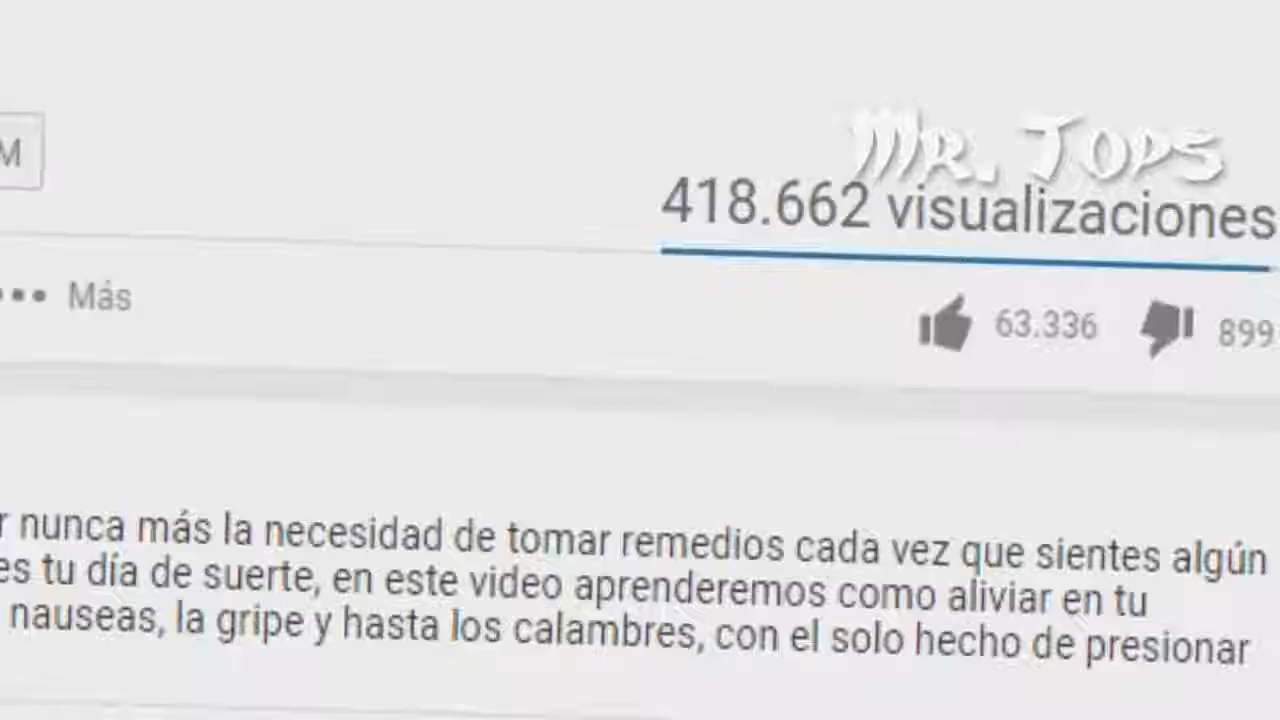 M
Mr. Tops
418.662 visualizaciones
••• Más
63.336
899
r nunca más la necesidad de tomar remedios cada vez que sientes algún
es tu día de suerte, en este video aprenderemos como aliviar en tu
nauseas, la gripe y hasta los calambres, con el solo hecho de presionar